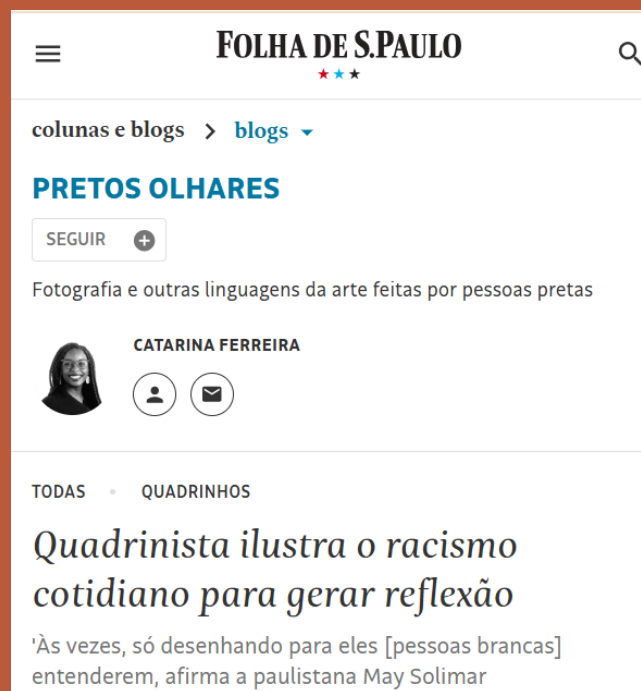 FOLHA DE S.PAULO
colunas e blogs > blogs
PRETOS OLHARES
SEGUIR
Fotografia e outras linguagens da arte feitas por pessoas pretas
CATARINA FERREIRA
TODAS • QUADRINHOS
Quadrinista ilustra o racismo
cotidiano para gerar reflexão
'Às vezes, só desenhando para eles [pessoas brancas]
entenderem, afirma a paulistana May Solimar